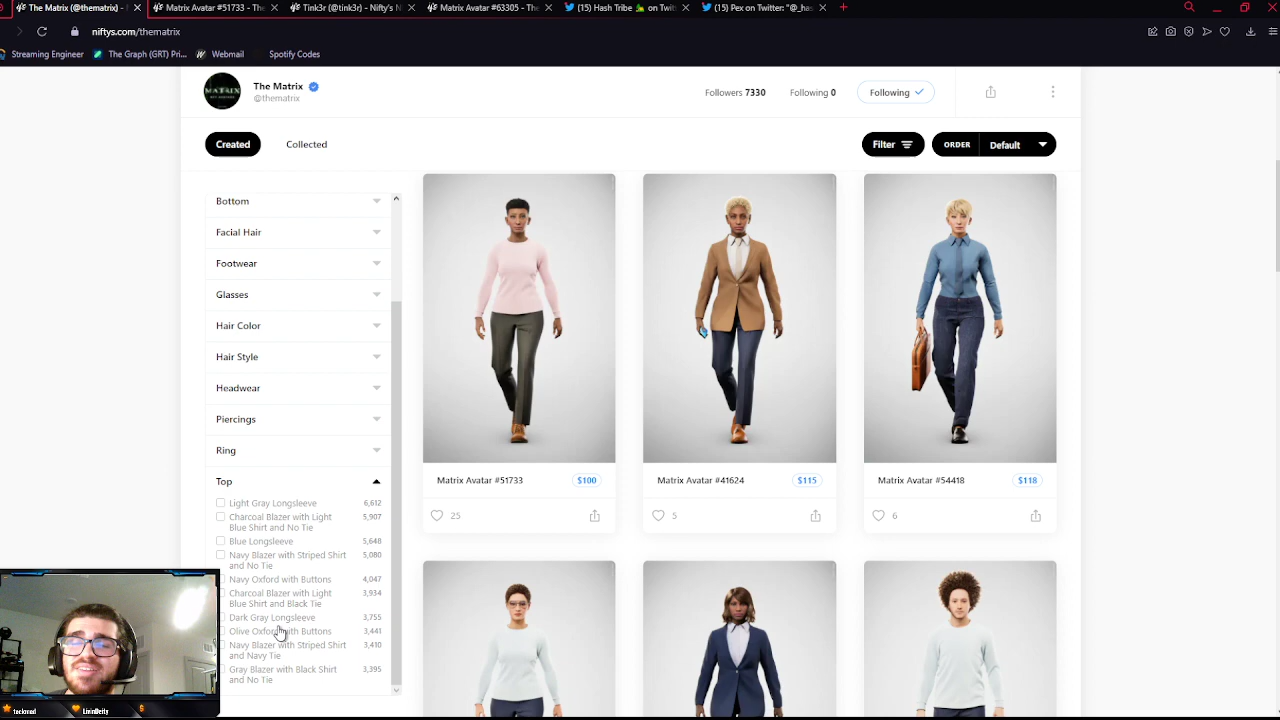 The Matrix (@thematrix) -
Matrix Avatar #51733 - The
Tink3r (@tink3r) - Nifty's N
Matrix Avatar #63305 - The
(15) Hash Tribe on Twit
(15) Pex on Twitter: "@_has
niftys.com/thematrix
Streaming Engineer
The Graph (GRT) Pri...
Webmail
Spotify Codes
MATRIX
The Matrix
@thematrix
Followers 7330
Following 0
Following
Created
Collected
Filter
ORDER
Default
Bottom
Facial Hair
Footwear
Glasses
Hair Color
Hair Style
Headwear
Piercings
Ring
Top
Light Gray Longsleeve 6,612
Charcoal Blazer with Light 5,907
Blue Shirt and No Tie
Blue Longsleeve 5,648
Navy Blazer with Striped Shirt 5,080
and No Tie
Navy Oxford with Buttons 4,047
Charcoal Blazer with Light 3,934
Blue Shirt and Black Tie
Dark Gray Longsleeve 3,755
Olive Oxford with Buttons 3,441
Navy Blazer with Striped Shirt 3,410
and Navy Tie
Gray Blazer with Black Shirt 3,395
and No Tie
Matrix Avatar #51733 $100
25
Matrix Avatar #41624 $115
5
Matrix Avatar #54418 $118
6